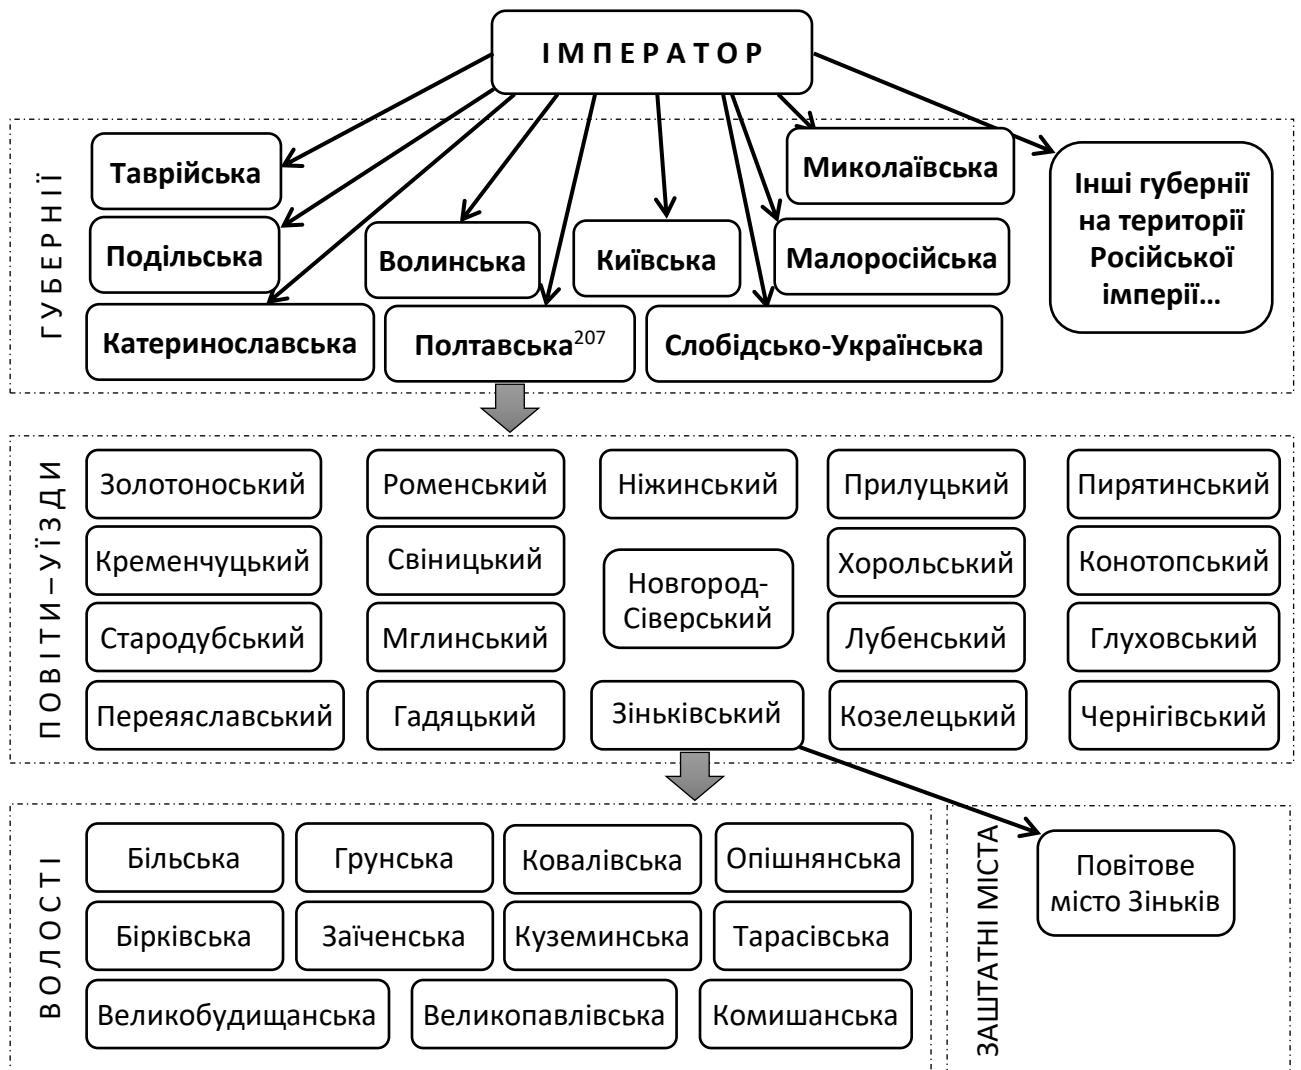 ІМПЕРАТОР
ГУБЕРНІЇ
Таврійська
Миколаївська
Інші губернії
на території
Російської
імперії…
Подільська
Волинська
Київська
Малоросійська
Катеринославська
Полтавська207
Слобідсько-Українська
ПОВІТИ–УЇЗДИ
Золотоноський
Роменський
Ніжинський
Прилуцький
Пирятинський
Кременчуцький
Свіницький
Новгород-
Сіверський
Хорольський
Конотопський
Стародубський
Мглинський
Лубенський
Глуховський
Переяяславський
Гадяцький
Зіньківський
Козелецький
Чернігівський
ВОЛОСТІ
Більська
Грунська
Ковалівська
Опішнянська
Бірківська
Заїченська
Куземинська
Тарасівська
Великобудищанська
Великопавлівська
Комишанська
ЗАШТАТНІ МІСТА
Повітове
місто Зіньків